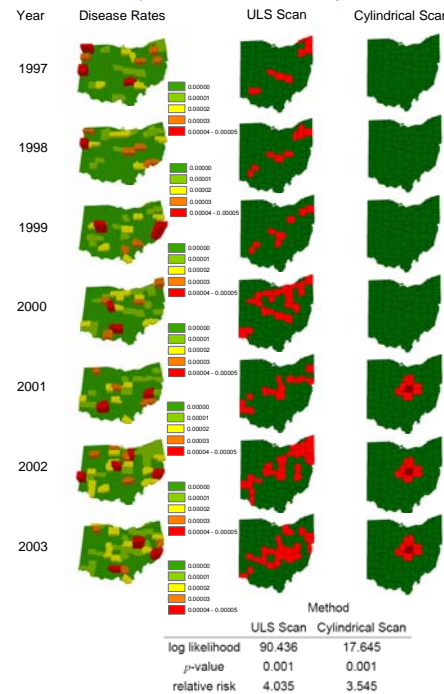 Year Disease Rates ULS Scan Cylindrical Scan
1997
0.00000
0.00001
0.00002
0.00003
0.00004 - 0.00005
1998
0.00000
0.00001
0.00002
0.00003
0.00004 - 0.00005
1999
0.00000
0.00001
0.00002
0.00003
0.00004 - 0.00005
2000
0.00000
0.00001
0.00002
0.00003
0.00004 - 0.00005
2001
0.00000
0.00001
0.00002
0.00003
0.00004 - 0.00005
2002
0.00000
0.00001
0.00002
0.00003
0.00004 - 0.00005
2003
0.00000
0.00001
0.00002
0.00003
0.00004 - 0.00005
Method
ULS Scan Cylindrical Scan
log likelihood 90.436 17.645
p-value 0.001 0.001
relative risk 4.035 3.545